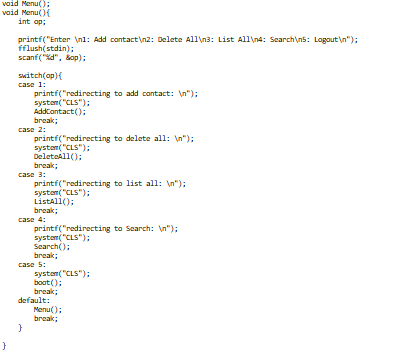 void Menu();
void Menu(){
    int op;

    printf("Enter \n1: Add contact\n2: Delete All\n3: List All\n4: Search\n5: Logout\n");
    fflush(stdin);
    scanf("%d", &op);

    switch(op){
    case 1:
        printf("redirecting to add contact: \n");
        system("CLS");
        AddContact();
        break;
    case 2:
        printf("redirecting to delete all: \n");
        system("CLS");
        DeleteAll();
        break;
    case 3:
        printf("redirecting to list all: \n");
        system("CLS");
        ListAll();
        break;
    case 4:
        printf("redirecting to Search: \n");
        system("CLS");
        Search();
        break;
    case 5:
        system("CLS");
        boot();
        break;
    default:
        Menu();
        break;
    }

}